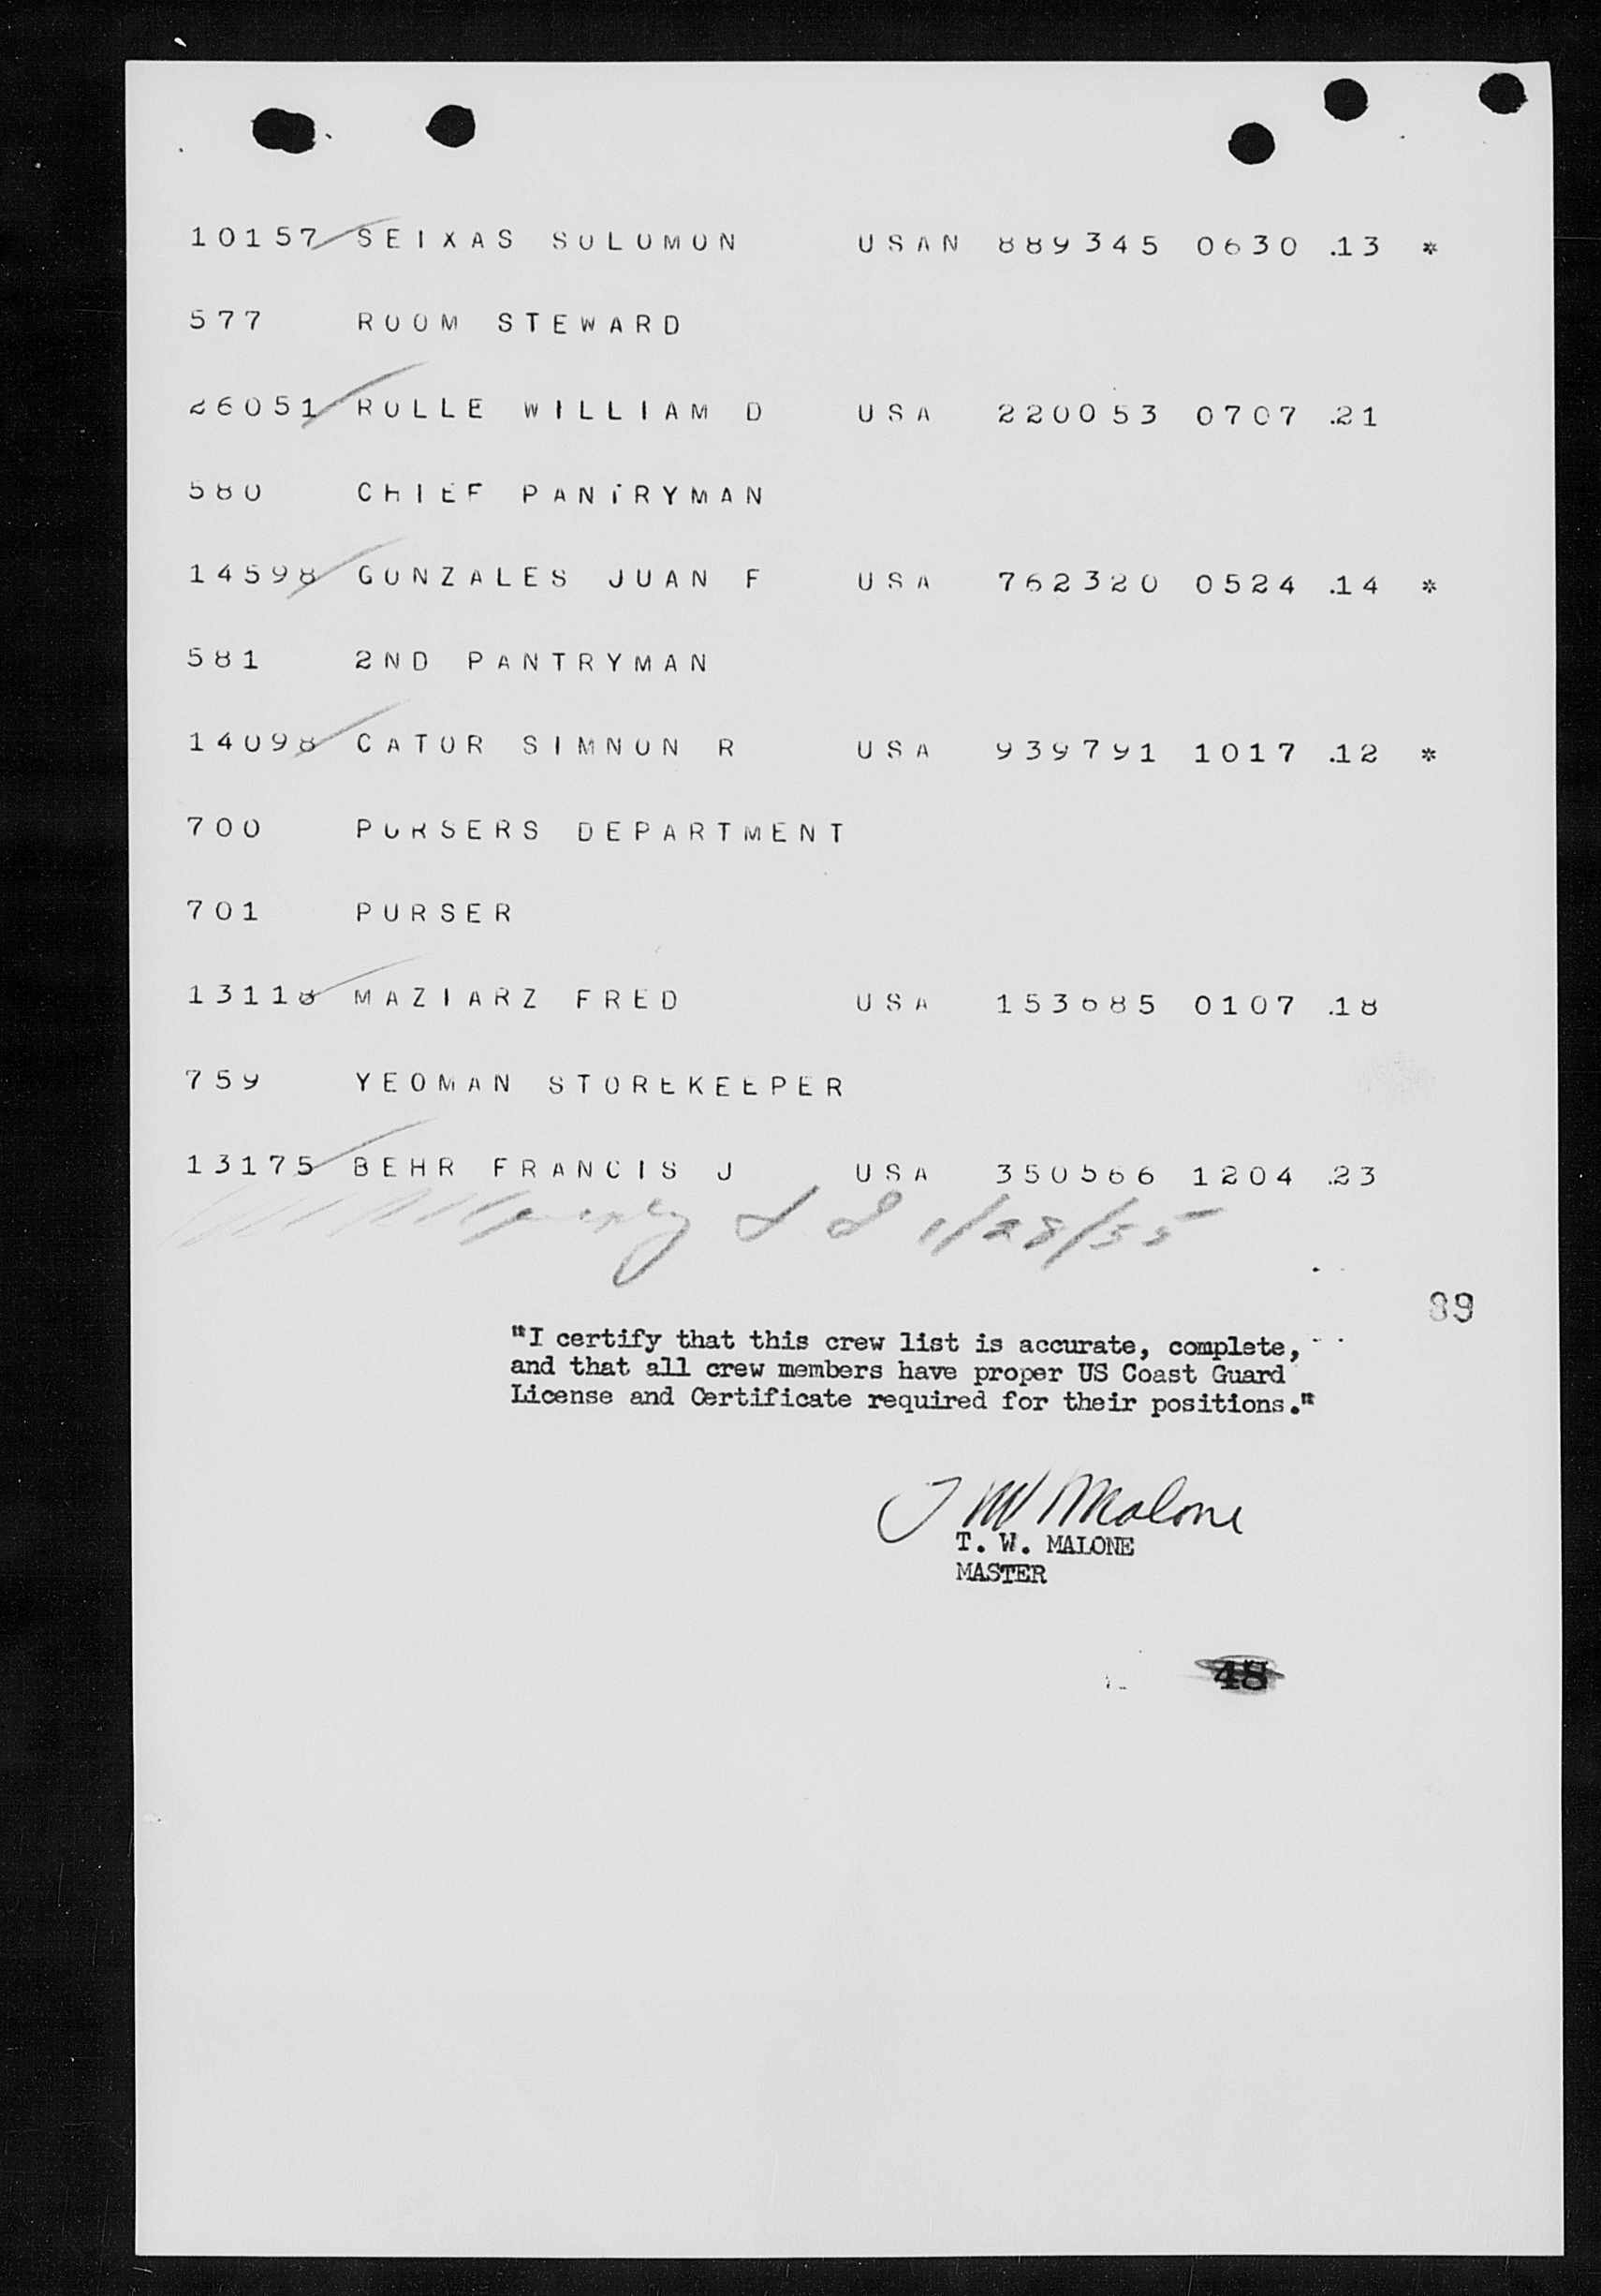 10157 SEIXAS SOLOMON USAN 889345 0630 .13 *
577 ROOM STEWARD
26051 ROLLE WILLIAM D USA 220053 0707 .21
580 CHIEF PANTRYMAN
14598 GONZALES JUAN F USA 762320 0524 .14 *
581 2ND PANTRYMAN
14098 CATOR SIMNON R USA 939791 1017 .12 *
700 PURSERS DEPARTMENT
701 PURSER
13118 MAZIARZ FRED USA 153685 0107 .18
759 YEOMAN STOREKEEPER
13175 BEHR FRANCIS J USA 350566 1204 .23
1/28/55
89
"I certify that this crew list is accurate, complete,
and that all crew members have proper US Coast Guard
License and Certificate required for their positions."
T W Malone
T. W. MALONE
MASTER
48